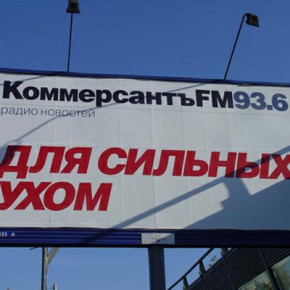 КоммерсантъFM93.6
радио новостей
ДЛЯ СИЛЬНЫХ
УХОМ